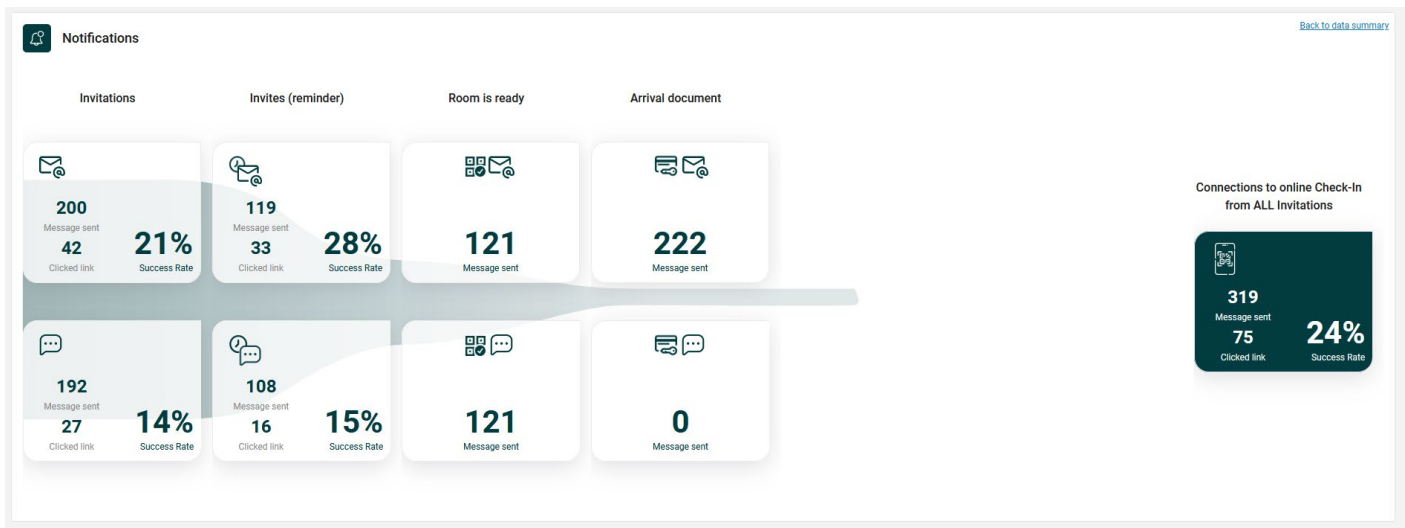 Back to data summary
Notifications
Invitations
Invites (reminder)
Room is ready
Arrival document
200
Message sent
42
Clicked link
21%
Success Rate
119
Message sent
33
Clicked link
28%
Success Rate
121
Message sent
222
Message sent
Connections to online Check-In
from ALL Invitations
319
Message sent
75
Clicked link
24%
Success Rate
192
Message sent
27
Clicked link
14%
Success Rate
108
Message sent
16
Clicked link
15%
Success Rate
121
Message sent
0
Message sent